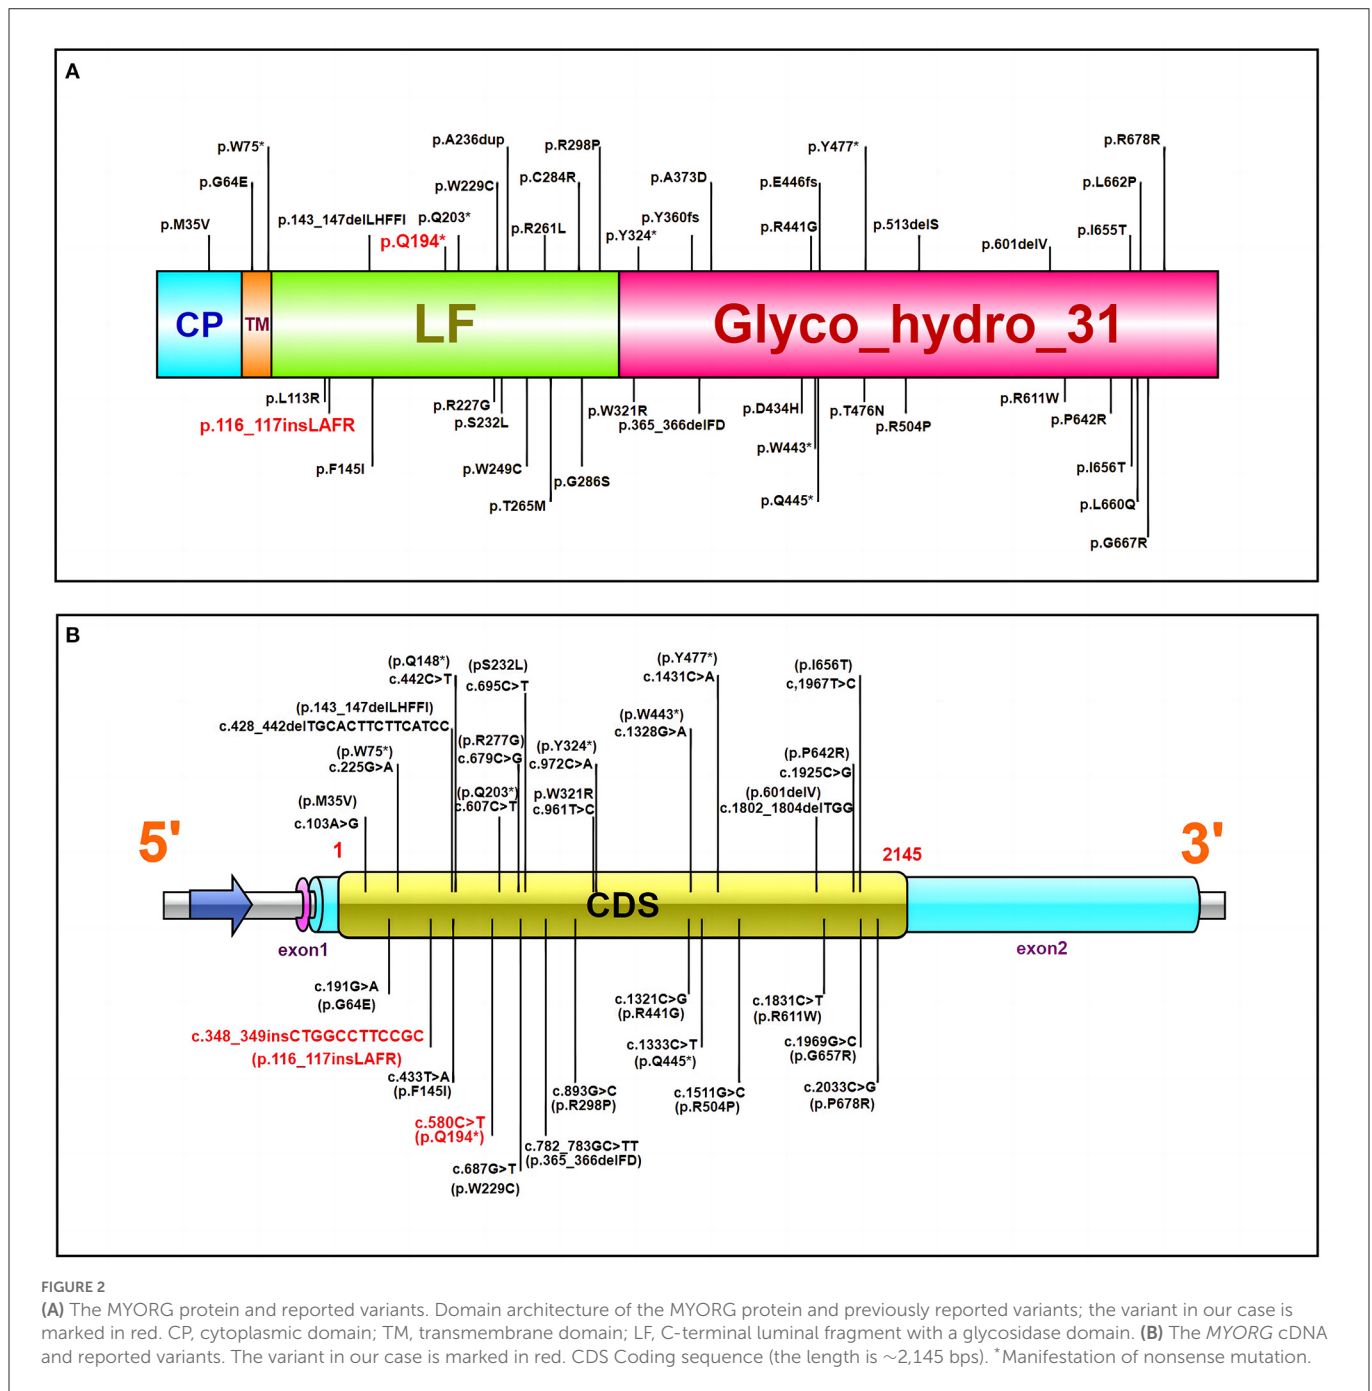 A
p.W75*
p.A236dup
p.R298P
p.Y477*
p.R678R
p.G64E
p.W229C
p.C284R
p.A373D
p.E446fs
p.L662P
p.M35V
p.143_147delLHFFI
p.Q203*
p.R261L
p.Y360fs
p.R441G
p.513delS
p.I655T
p.Q194*
p.Y324*
p.601delV
CP
TM
LF
Glyco_hydro_31
p.L113R
p.R227G
p.W321R
p.D434H
p.T476N
p.R611W
p.116_117insLAFR
p.S232L
p.365_366delFD
p.R504P
p.P642R
p.W443*
p.F145I
p.W249C
p.G286S
p.I656T
p.T265M
p.Q445*
p.L660Q
p.G667R
B
(p.Q148*)
c.442C>T
(pS232L)
c.695C>T
(p.Y477*)
c.1431C>A
(p.I656T)
c,1967T>C
(p.143_147delLHFFI)
c.428_442delTGCACTTCTTCATCC
(p.W443*)
c.1328G>A
(p.W75*)
c.225G>A
(p.R277G)
c.679C>G
(p.Y324*)
c.972C>A
(p.P642R)
c.1925C>G
(p.M35V)
c.103A>G
(p.Q203*)
c.607C>T
p.W321R
c.961T>C
(p.601delV)
c.1802_1804delTGG
5'
1
2145
3'
CDS
exon1
exon2
c.191G>A
(p.G64E)
c.1321C>G
(p.R441G)
c.1831C>T
(p.R611W)
c.348_349insCTGGCCTTCCGC
(p.116_117insLAFR)
c.1333C>T
(p.Q445*)
c.1969G>C
(p.G657R)
c.433T>A
(p.F145I)
c.893G>C
(p.R298P)
c.1511G>C
(p.R504P)
c.2033C>G
(p.P678R)
c.580C>T
(p.Q194*)
c.782_783GC>TT
(p.365_366delFD)
c.687G>T
(p.W229C)
FIGURE 2
(A) The MYORG protein and reported variants. Domain architecture of the MYORG protein and previously reported variants; the variant in our case is
marked in red. CP, cytoplasmic domain; TM, transmembrane domain; LF, C-terminal luminal fragment with a glycosidase domain. (B) The MYORG cDNA
and reported variants. The variant in our case is marked in red. CDS Coding sequence (the length is ~2,145 bps). *Manifestation of nonsense mutation.